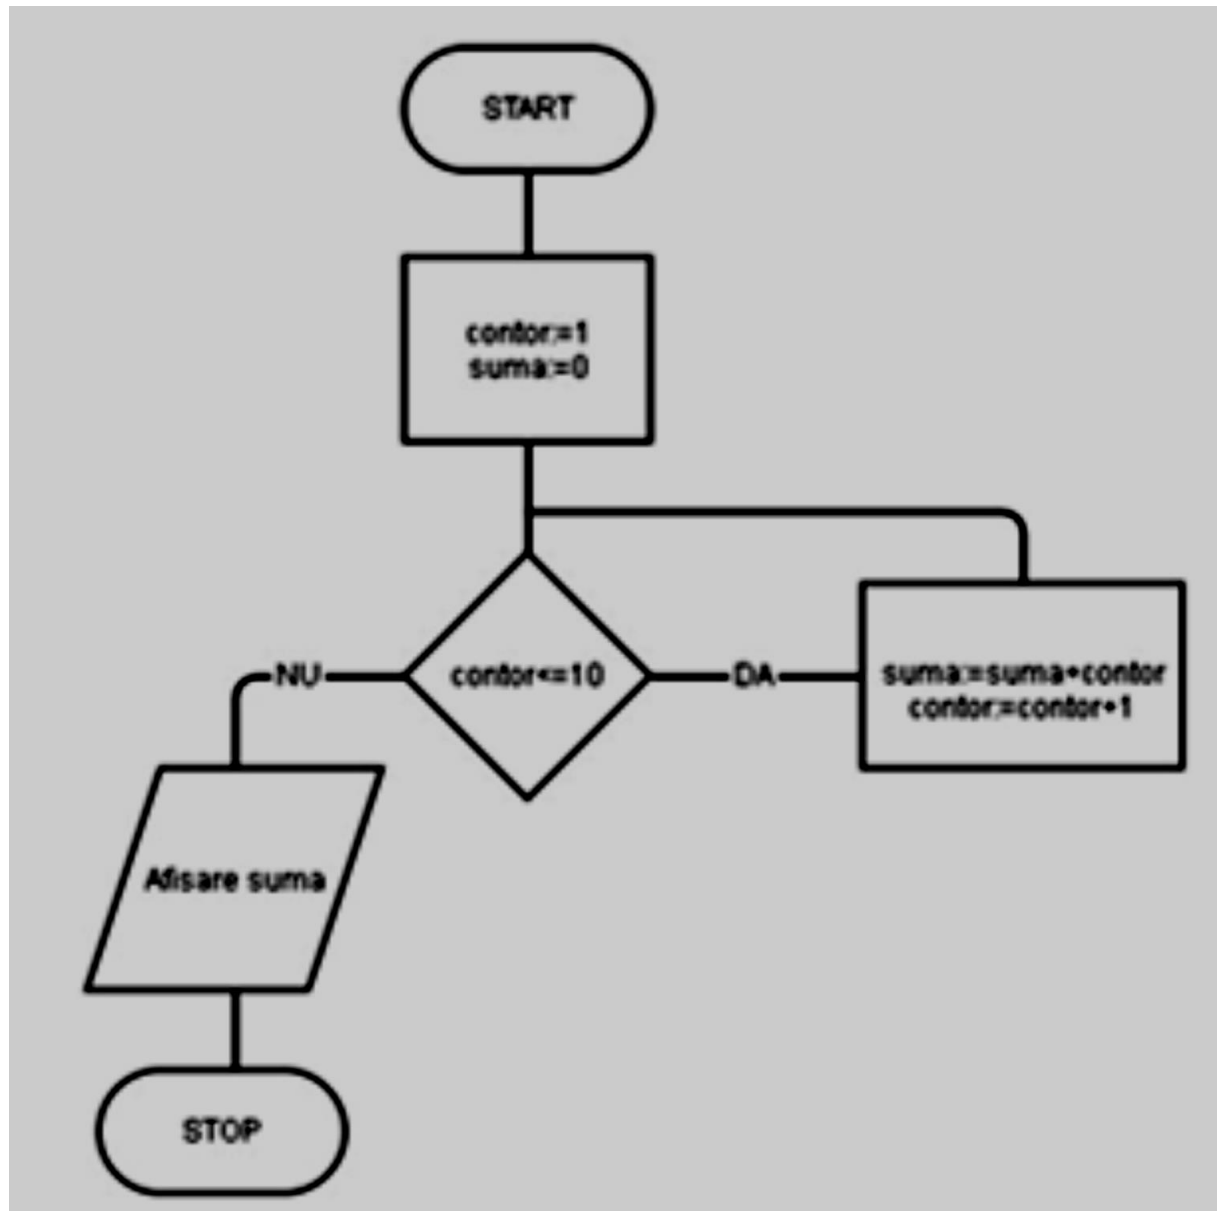 START
contor:=1
suma:=0
contor<=10
NU
DA
suma:=suma+contor
contor:=contor+1
Afisare suma
STOP